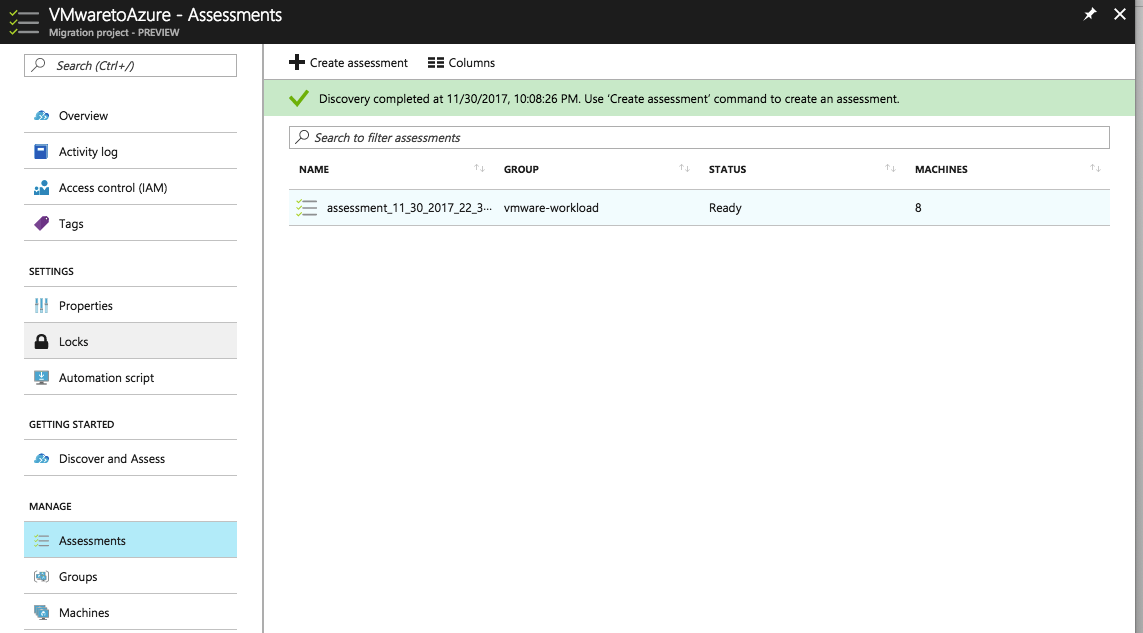 VMwaretoAzure - Assessments
Migration project - PREVIEW
Search (Ctrl+/)
Overview
Activity log
Access control (IAM)
Tags
SETTINGS
Properties
Locks
Automation script
GETTING STARTED
Discover and Assess
MANAGE
Assessments
Groups
Machines
Create assessment Columns
Discovery completed at 11/30/2017, 10:08:26 PM. Use 'Create assessment' command to create an assessment.
Search to filter assessments
NAME GROUP STATUS MACHINES
assessment_11_30_2017_22_3... vmware-workload Ready 8